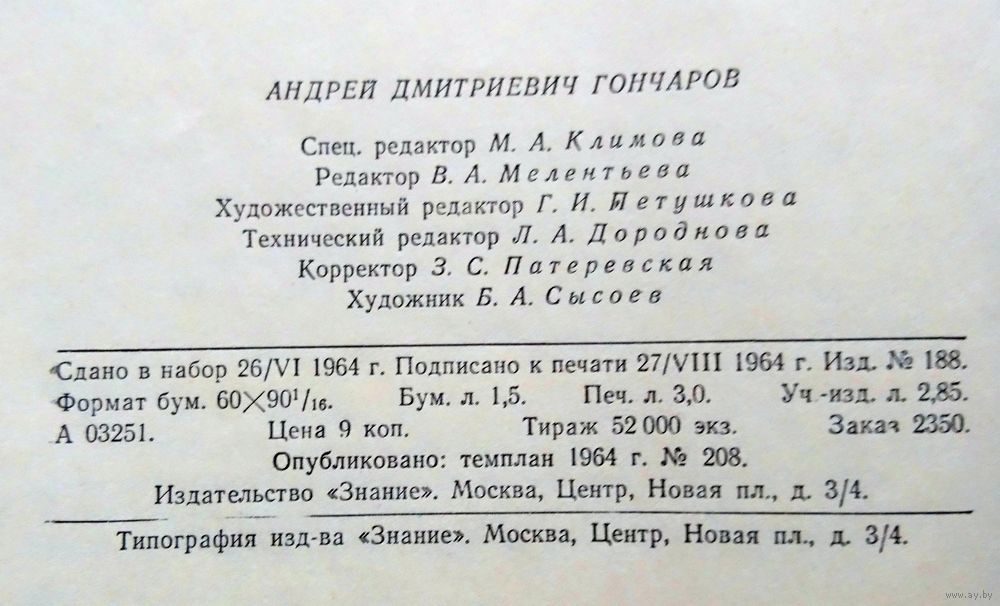 АНДРЕЙ ДМИТРИЕВИЧ ГОНЧАРОВ
Спец. редактор М. А. Климова
Редактор В. А. Мелентьева
Художественный редактор Г. И. Петушкова
Технический редактор Л. А. Дороднова
Корректор З. С. Патеревская
Художник Б. А. Сысоев
Сдано в набор 26/VI 1964 г. Подписано к печати 27/VIII 1964 г. Изд. № 188.
Формат бум. 60×90¹/₁₆. Бум. л. 1,5. Печ. л. 3,0. Уч.-изд. л. 2,85.
А 03251. Цена 9 коп. Тираж 52 000 экз. Заказ 2350.
Опубликовано: темплан 1964 г. № 208.
Издательство «Знание». Москва, Центр, Новая пл., д. 3/4.
Типография изд-ва «Знание». Москва, Центр, Новая пл., д. 3/4.
www.ay.by